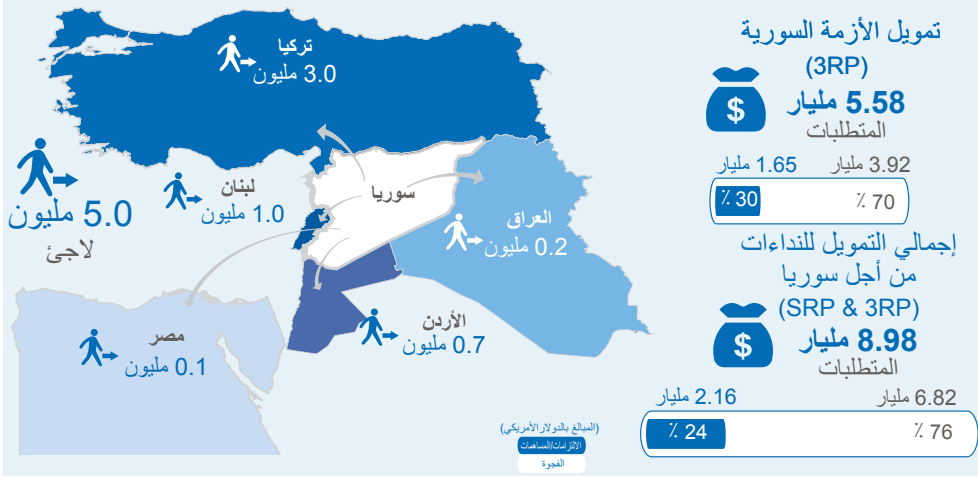 تمويل الأزمة السورية
(3RP)
5.58 مليار
المتطلبات
3.92 مليار
1.65 مليار
70 ٪
30 ٪
إجمالي التمويل للنداءات
من أجل سوريا
(SRP & 3RP)
8.98 مليار
المتطلبات
6.82 مليار
2.16 مليار
76 ٪
24 ٪
تركيا
3.0 مليون
سوريا
لبنان
1.0 مليون
5.0 مليون
لاجئ
العراق
0.2 مليون
الأردن
0.7 مليون
مصر
0.1 مليون
(المبالغ بالدولار الأمريكي)
الالتزامات/المساهمات
الفجوة
$
$